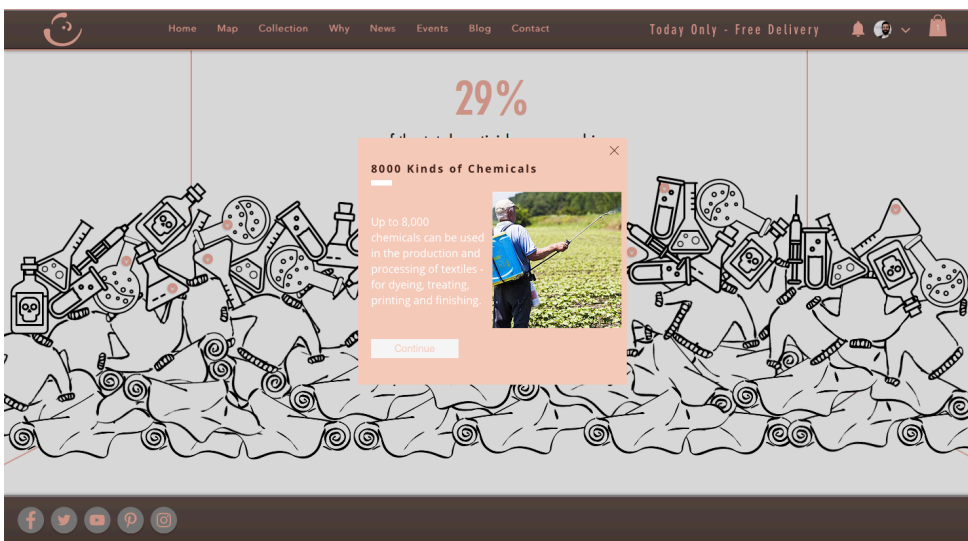 Home Map Collection Why News Events Blog Contact
Today Only - Free Delivery
29%
8000 Kinds of Chemicals
Up to 8,000
chemicals can be used
in the production and
processing of textiles -
for dyeing, treating,
printing and finishing.
Continue